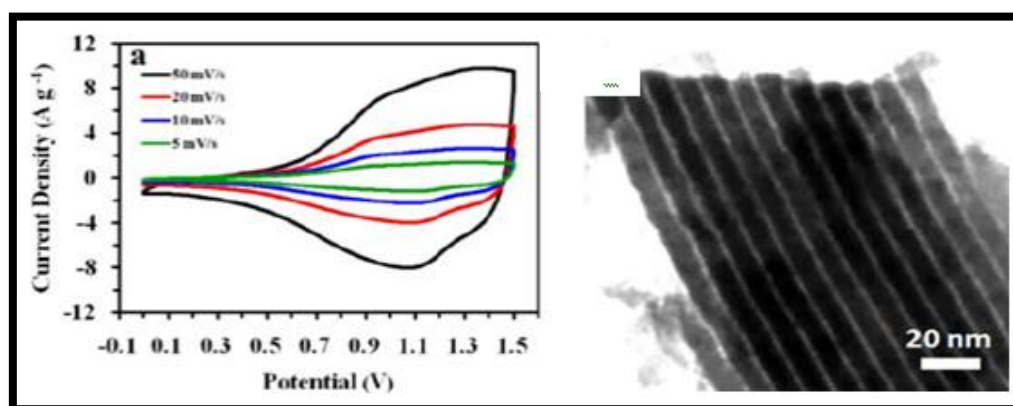 a
50 mV/s
20 mV/s
10 mV/s
5 mV/s
12
8
4
0
-4
-8
-12
Current Density (A g⁻¹)
-0.1 0.1 0.3 0.5 0.7 0.9 1.1 1.3 1.5
Potential (V)
20 nm